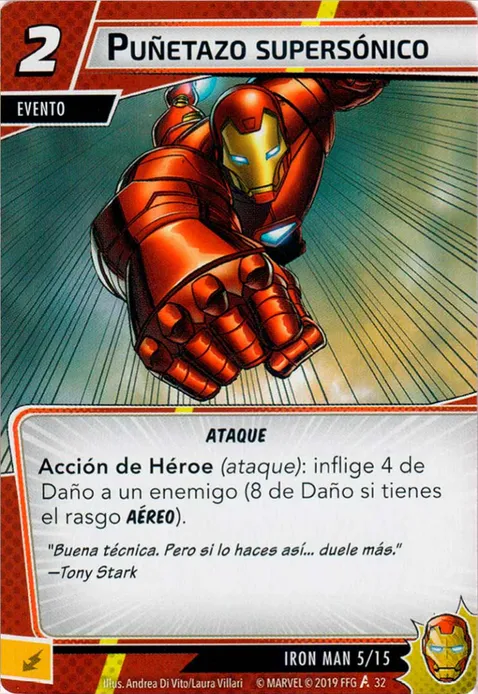 2
PUÑETAZO SUPERSÓNICO
EVENTO
ATAQUE
Acción de Héroe (ataque): inflige 4 de
Daño a un enemigo (8 de Daño si tienes
el rasgo AÉREO).
"Buena técnica. Pero si lo haces así... duele más."
—Tony Stark
IRON MAN 5/15
Illus. Andrea Di Vito/Laura Villari © MARVEL © 2019 FFG 32